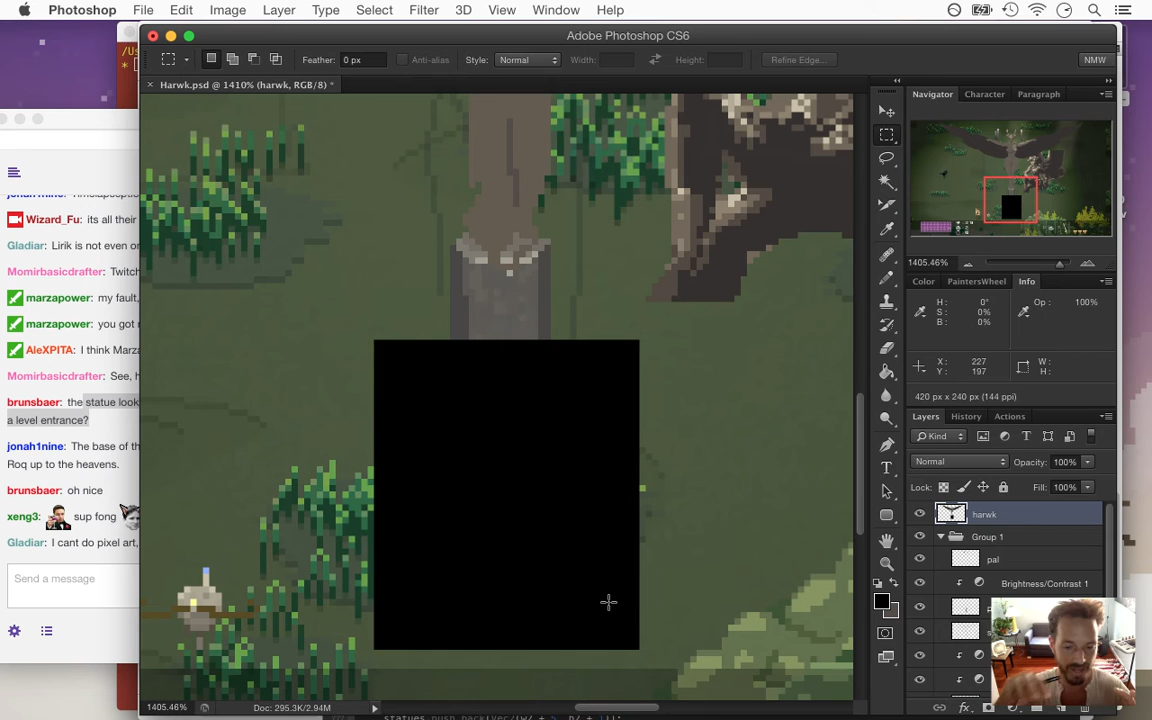 Photoshop File Edit Image Layer Type Select Filter 3D View Window Help
Adobe Photoshop CS6
Feather: 0 px Anti-alias Style: Normal Width: Height: Refine Edge... NMW
Harwk.psd @ 1410% (harwk, RGB/8) *
Navigator Character Paragraph
1405.46%
Color PaintersWheel Info
H: 0° Op: 100%
S: 0%
B: 0%
X: 227 W:
Y: 197 H:
420 px x 240 px (144 ppi)
Layers History Actions
Kind
Normal Opacity: 100%
Lock: Fill: 100%
harwk
Group 1
pal
Brightness/Contrast 1
1405.46% Doc: 295.3K/2.94M
Wizard_Fu: its all their
Gladiar: Lirik is not even or
Momirbasicdrafter: Twitch
marzapower: my fault,
marzapower: you got r
AleXPITA: I think Marza
Momirbasicdrafter: See, h
brunsbaer: the statue look
a level entrance?
jonah1nine: The base of th
Roq up to the heavens.
brunsbaer: oh nice
xeng3: sup fong
Gladiar: I cant do pixel art,
Send a message